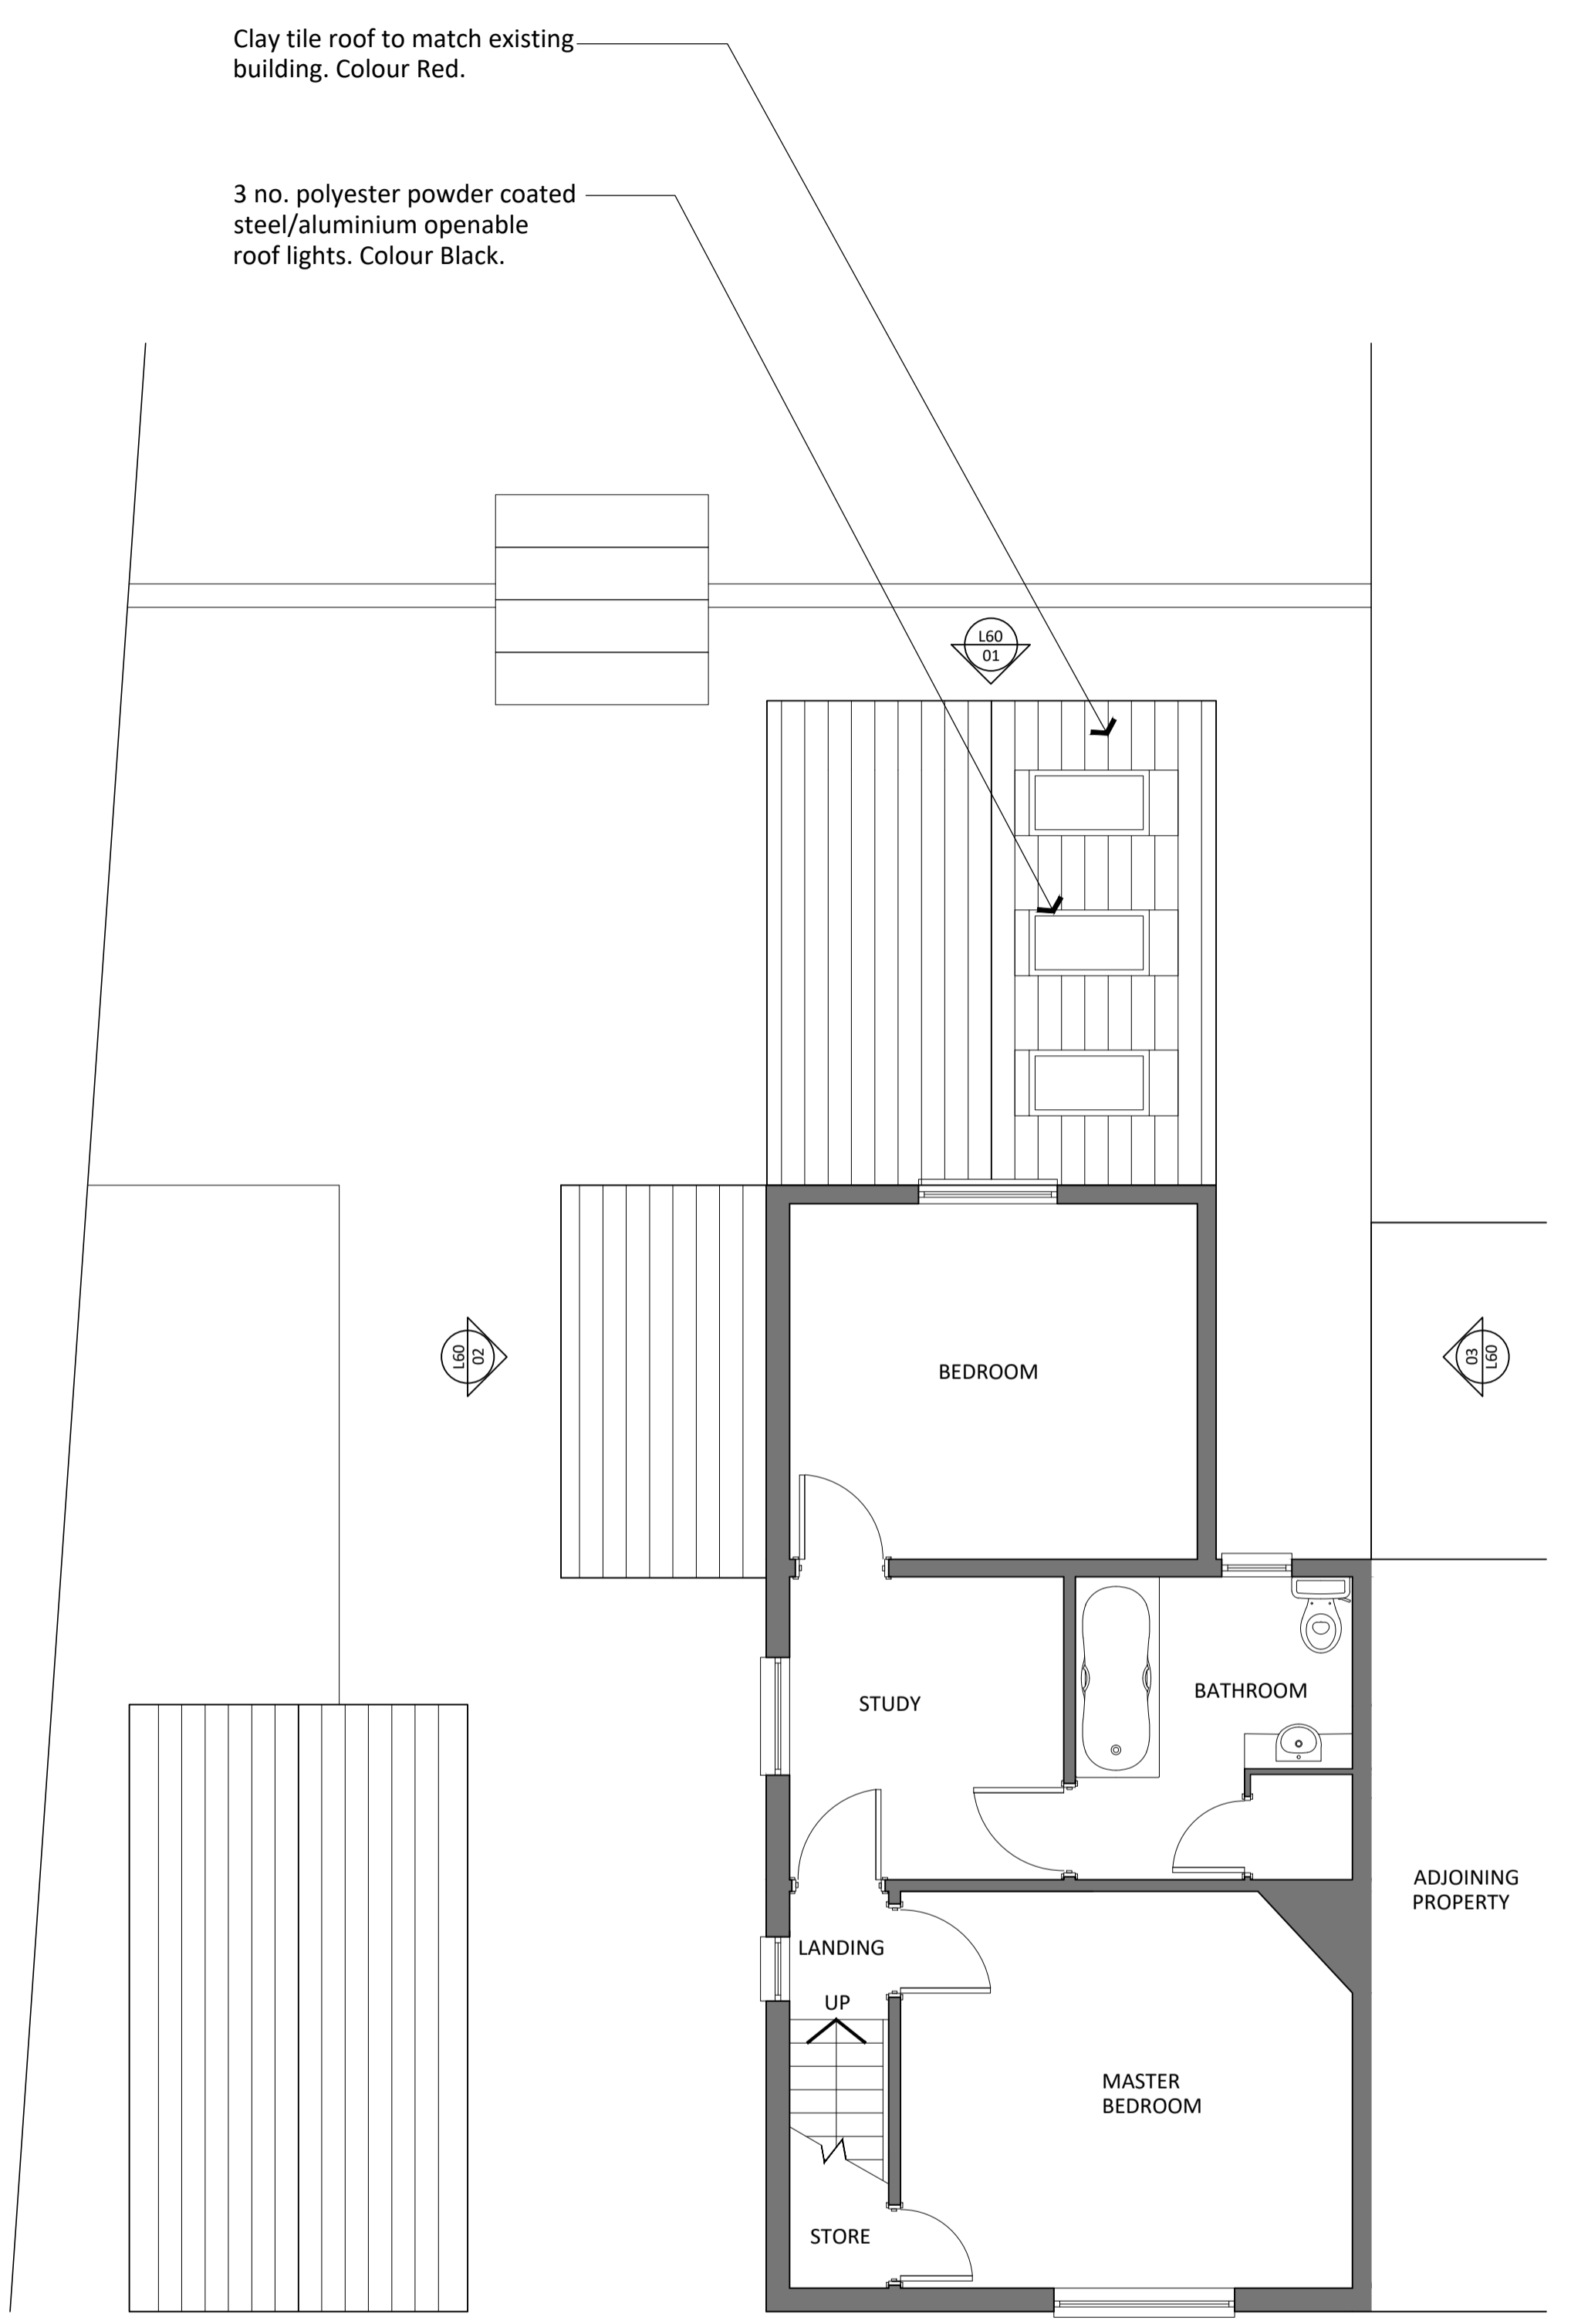 Clay tile roof to match existing
building. Colour Red.
3 no. polyester powder coated
steel/aluminium openable
roof lights. Colour Black.
L60
01
L60
02
03
L60
BEDROOM
STUDY
BATHROOM
ADJOINING
PROPERTY
LANDING
UP
MASTER
BEDROOM
STORE